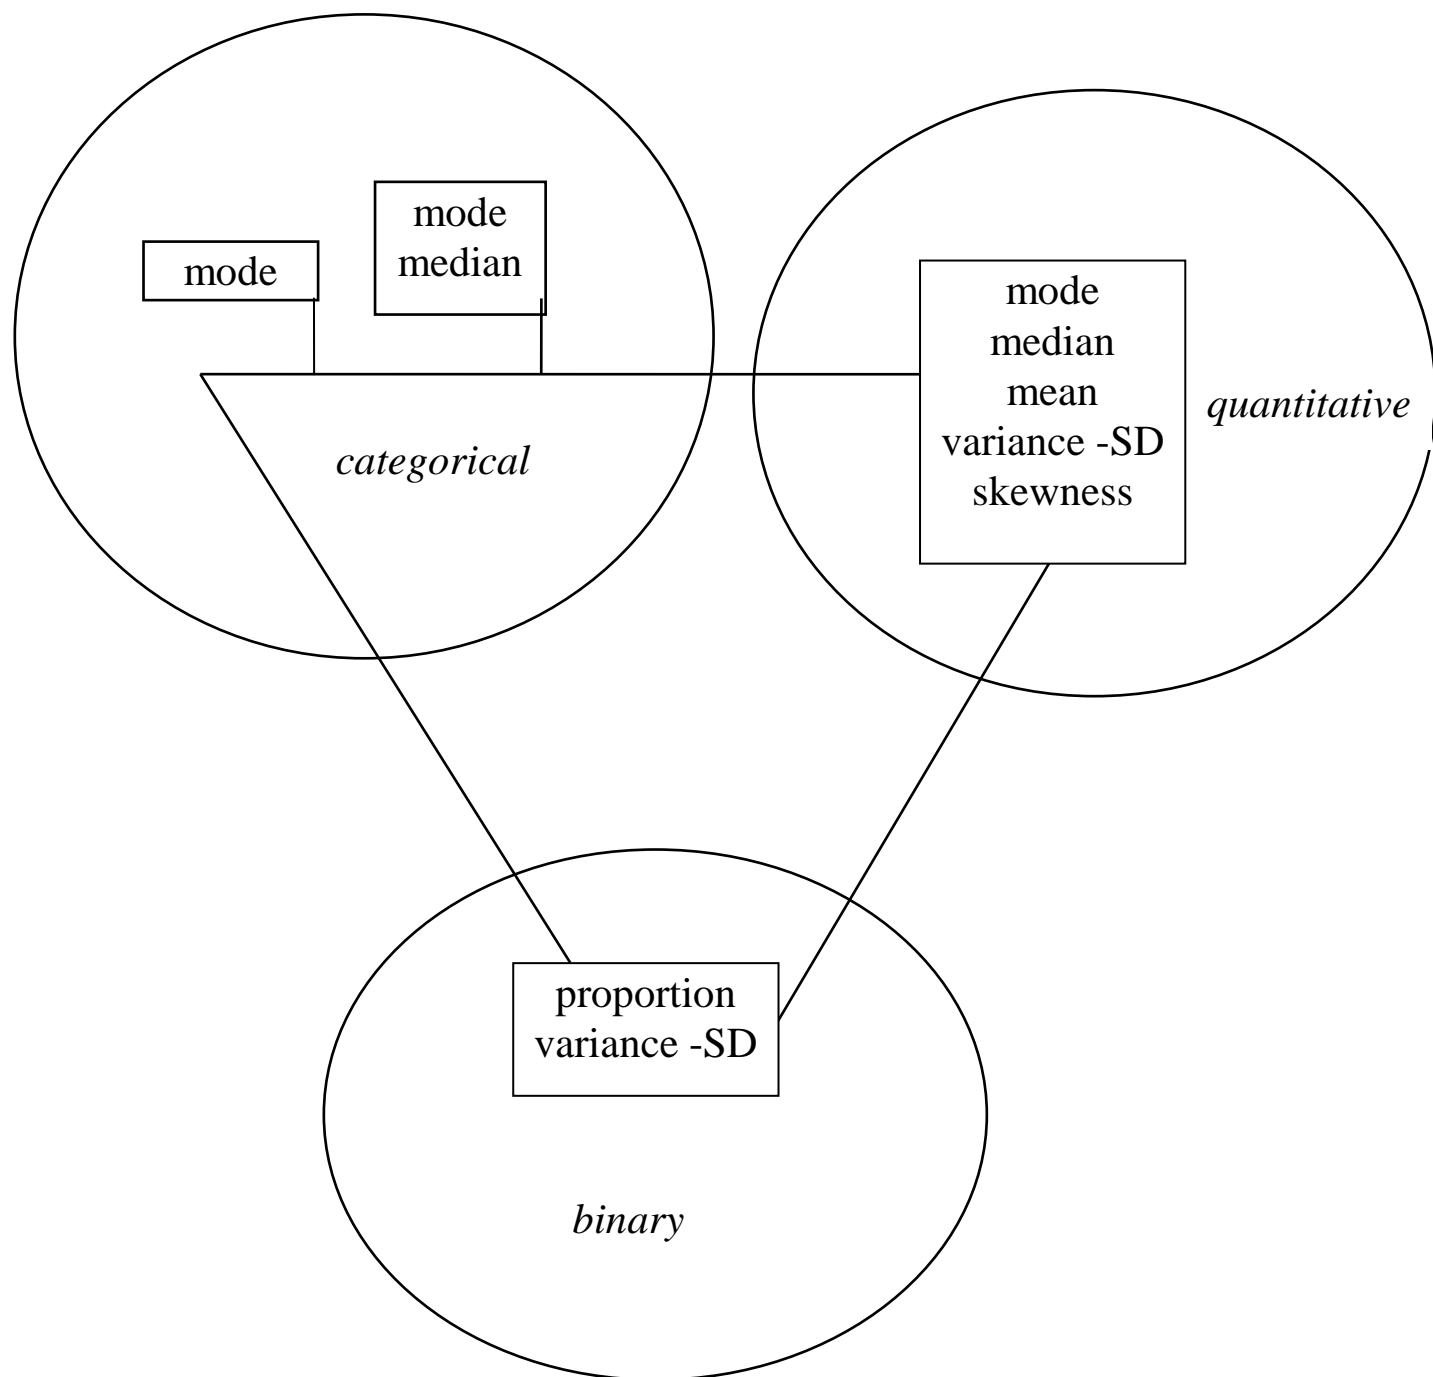 mode
mode
median
categorical
mode
median
mean
variance -SD
skewness
quantitative
proportion
variance -SD
binary